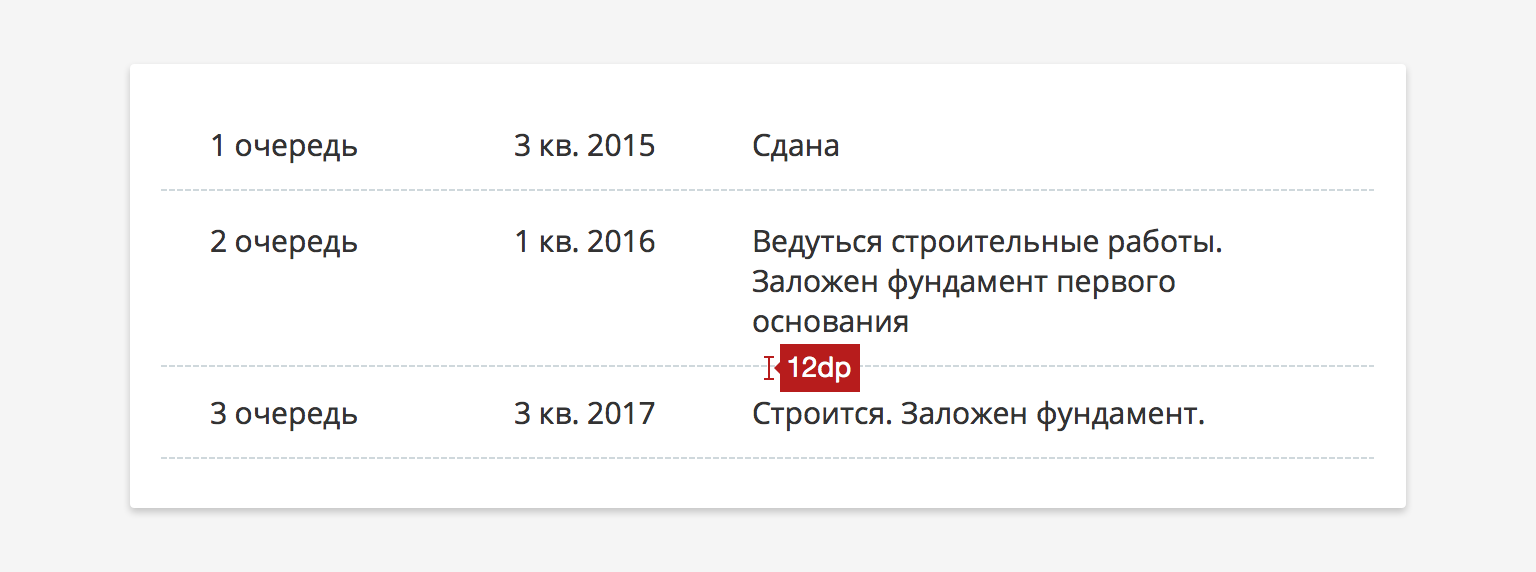 1 очередь 3 кв. 2015 Сдана
2 очередь 1 кв. 2016 Ведуться строительные работы.
Заложен фундамент первого
основания
12dp
3 очередь 3 кв. 2017 Строится. Заложен фундамент.